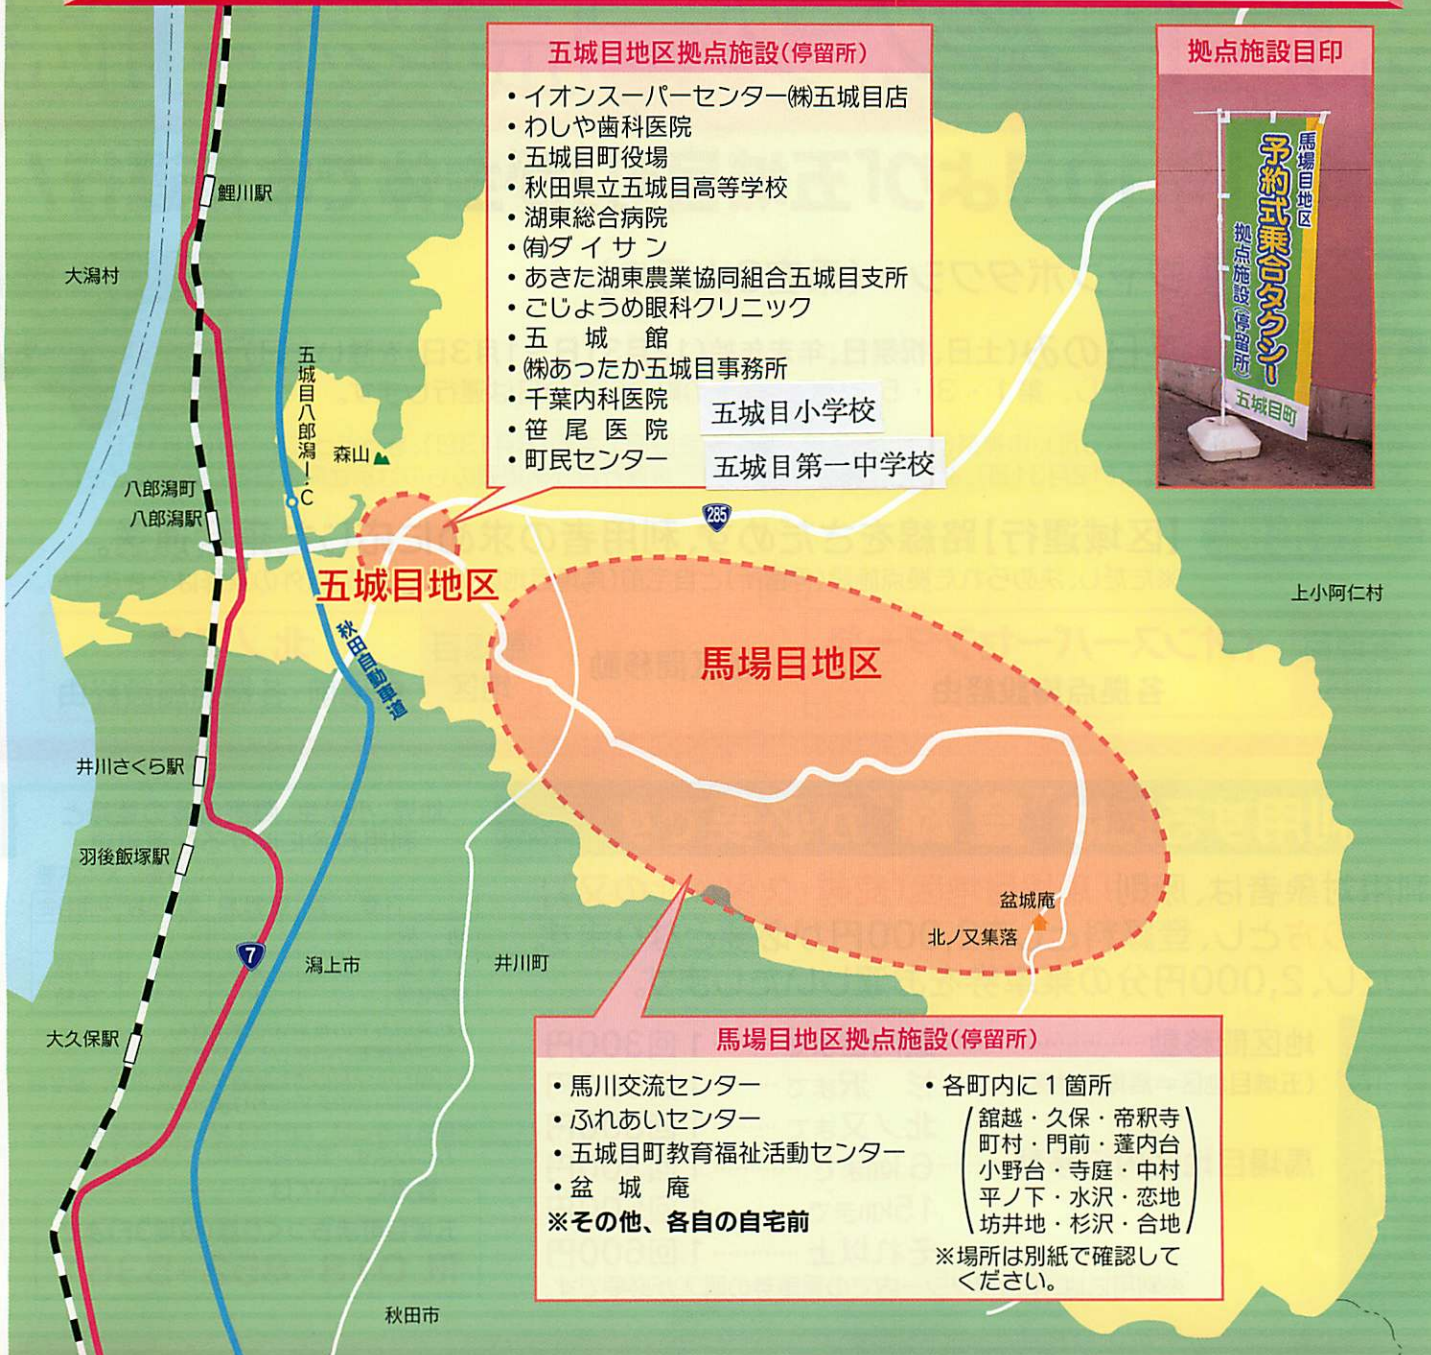 五城目地区拠点施設(停留所)
・イオンスーパーセンター㈱五城目店
・わしや歯科医院
・五城目町役場
・秋田県立五城目高等学校
・湖東総合病院
・㈲ダイサン
・あきた湖東農業協同組合五城目支所
・ごじょうめ眼科クリニック
・五　城　館
・㈱あったか五城目事務所
・千葉内科医院
・笹尾医院
・町民センター
五城目小学校
五城目第一中学校
拠点施設目印
馬場目地区
予約式乗合タクシー
拠点施設(停留所)
五城目町
鯉川駅
大潟村
五城目八郎潟I.C
森山
八郎潟町
八郎潟駅
285
五城目地区
秋田自動車道
馬場目地区
上小阿仁村
井川さくら駅
羽後飯塚駅
盆城庵
北ノ又集落
7
潟上市
井川町
大久保駅
秋田市
馬場目地区拠点施設(停留所)
・馬川交流センター
・ふれあいセンター
・五城目町教育福祉活動センター
・盆　城　庵
※その他、各自の自宅前
・各町内に1箇所
(舘越・久保・帝釈寺
町村・門前・蓬内台
小野台・寺庭・中村
平ノ下・水沢・恋地
坊井地・杉沢・合地)
※場所は別紙で確認して
ください。